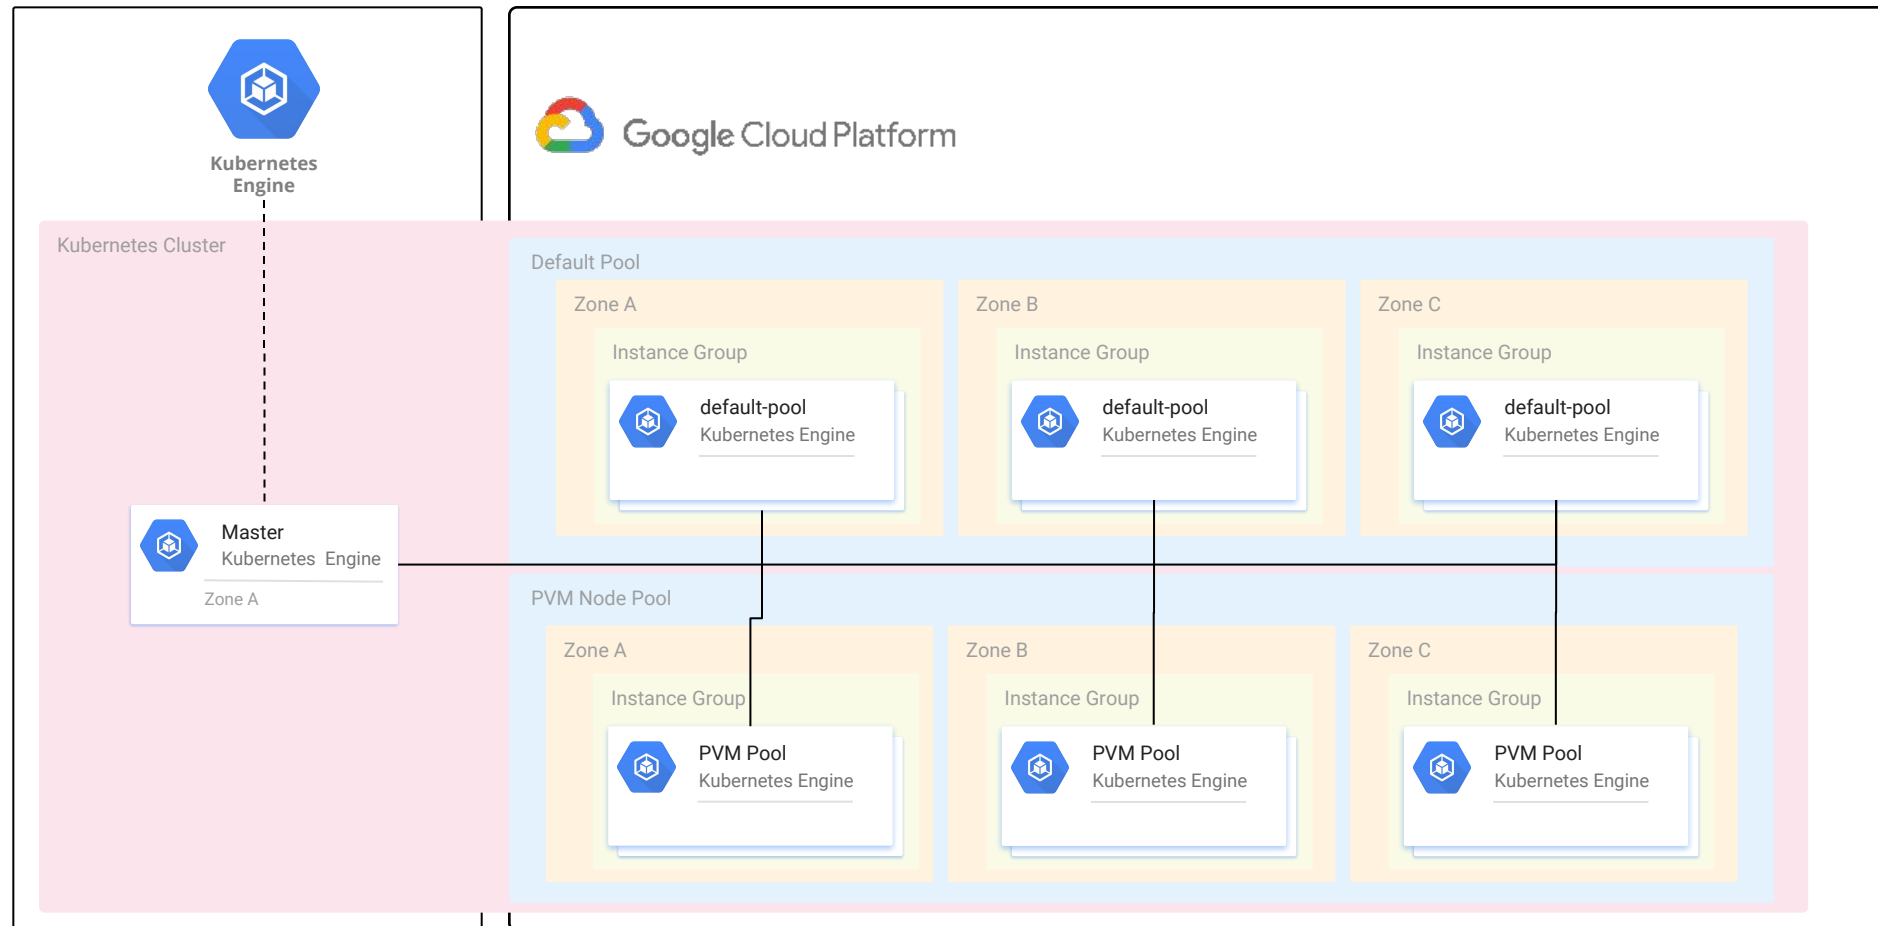 Kubernetes
Engine
Google Cloud Platform
Kubernetes Cluster
Default Pool
Zone A
Zone B
Zone C
Instance Group
Instance Group
Instance Group
default-pool
Kubernetes Engine
default-pool
Kubernetes Engine
default-pool
Kubernetes Engine
Master
Kubernetes Engine
Zone A
PVM Node Pool
Zone A
Zone B
Zone C
Instance Group
Instance Group
Instance Group
PVM Pool
Kubernetes Engine
PVM Pool
Kubernetes Engine
PVM Pool
Kubernetes Engine